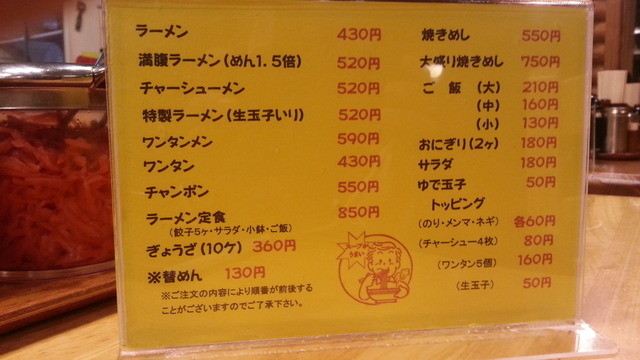 ラーメン 430円
満腹ラーメン(めん1.5倍) 520円
チャーシューメン 520円
特製ラーメン(生玉子いり) 520円
ワンタンメン 590円
ワンタン 430円
チャンポン 550円
ラーメン定食 850円
(餃子5ヶ・サラダ・小鉢・ご飯)
ぎょうざ(10ケ) 360円
※替めん 130円
※ご注文の内容により順番が前後する
ことがございますのでご了承下さい。
焼きめし 550円
大盛り焼きめし 750円
ご飯 (大) 210円
(中) 160円
(小) 130円
おにぎり(2ヶ) 180円
サラダ 180円
ゆで玉子 50円
トッピング
(のり・メンマ・ネギ) 各60円
(チャーシュー4枚) 80円
(ワンタン5個) 160円
(生玉子) 50円
スープが
うまい